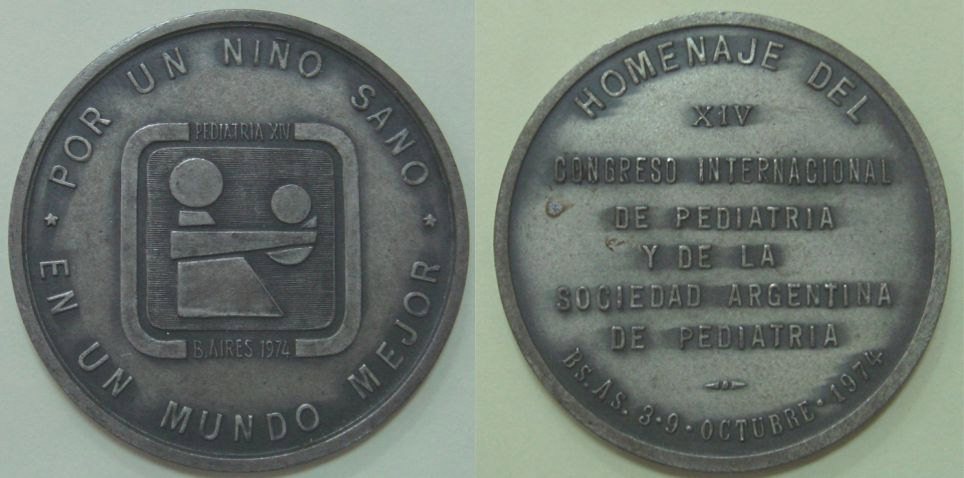 POR UN NIÑO SANO
EN UN MUNDO MEJOR
PEDIATRIA XIV
B.AIRES 1974
HOMENAJE DEL
XIV
CONGRESO INTERNACIONAL
DE PEDIATRIA
Y DE LA
SOCIEDAD ARGENTINA
DE PEDIATRIA
BS.AS. 3·9·OCTUBRE·1974